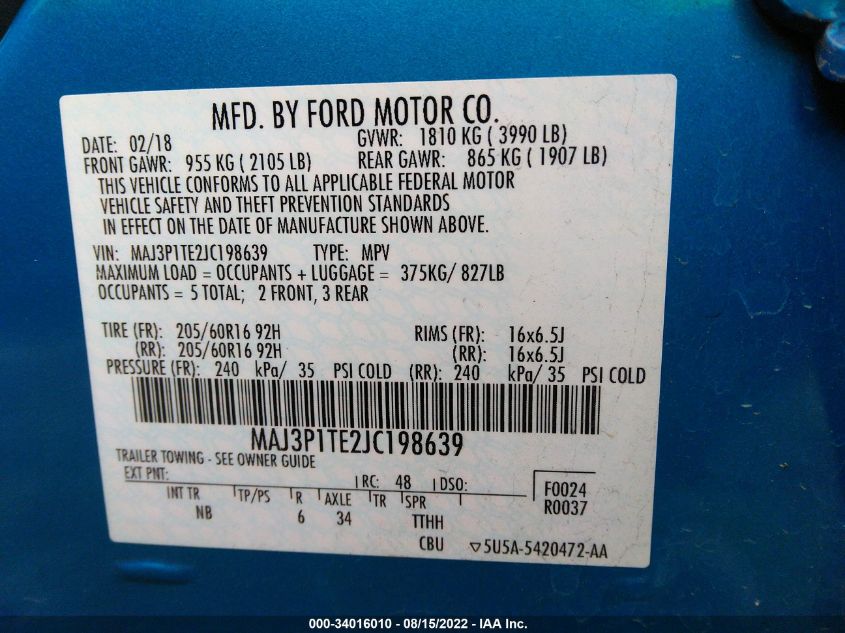 MFD. BY FORD MOTOR CO.
DATE: 02/18 GVWR: 1810 KG ( 3990 LB)
FRONT GAWR: 955 KG ( 2105 LB) REAR GAWR: 865 KG ( 1907 LB)
THIS VEHICLE CONFORMS TO ALL APPLICABLE FEDERAL MOTOR
VEHICLE SAFETY AND THEFT PREVENTION STANDARDS
IN EFFECT ON THE DATE OF MANUFACTURE SHOWN ABOVE.
VIN: MAJ3P1TE2JC198639 TYPE: MPV
MAXIMUM LOAD = OCCUPANTS + LUGGAGE = 375KG/ 827LB
OCCUPANTS = 5 TOTAL; 2 FRONT, 3 REAR
TIRE (FR): 205/60R16 92H RIMS (FR): 16x6.5J
(RR): 205/60R16 92H (RR): 16x6.5J
PRESSURE (FR): 240 kPa/ 35 PSI COLD (RR): 240 kPa/ 35 PSI COLD
MAJ3P1TE2JC198639
TRAILER TOWING - SEE OWNER GUIDE
EXT PNT: RC: 48 DSO: F0024
R0037
INT TR TP/PS R AXLE TR SPR
NB 6 34 TTHH
CBU ▽5U5A-5420472-AA
000-34016010 - 08/15/2022 - IAA Inc.